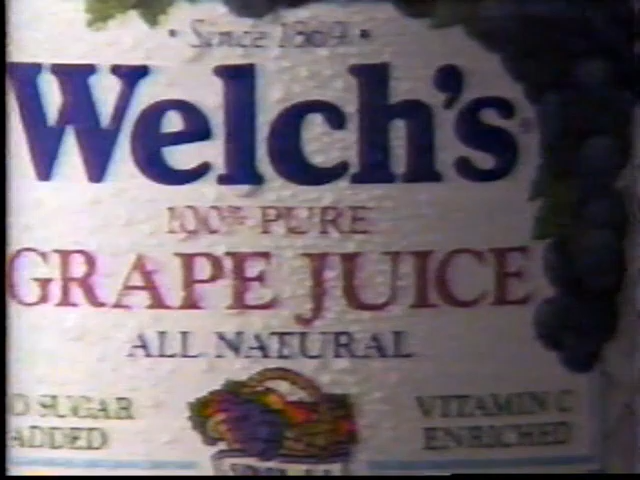 • Since 1869 •
Welch's
100% PURE
GRAPE JUICE
ALL NATURAL
O SUGAR
ADDED
VITAMIN C
ENRICHED